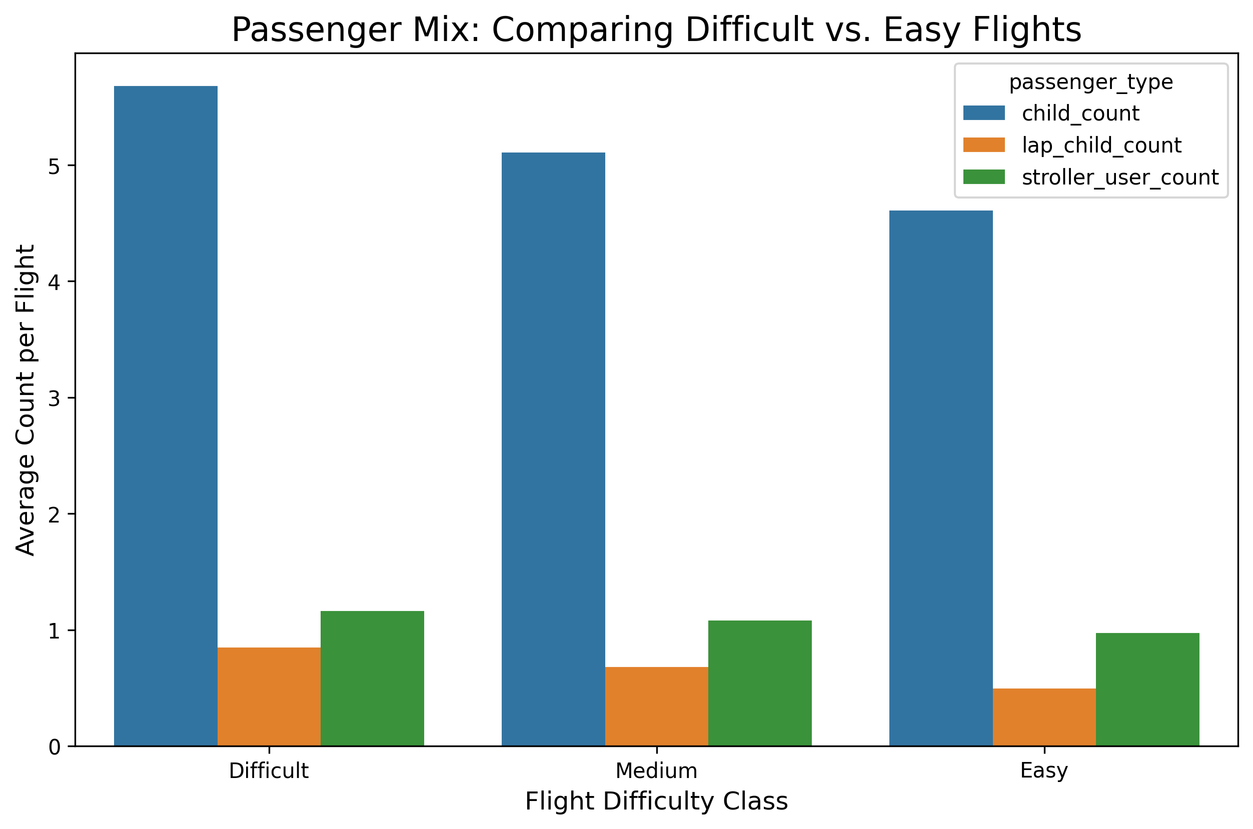 Passenger Mix: Comparing Difficult vs. Easy Flights
passenger_type
child_count
lap_child_count
stroller_user_count
Average Count per Flight
5
4
3
2
1
0
Difficult
Medium
Easy
Flight Difficulty Class